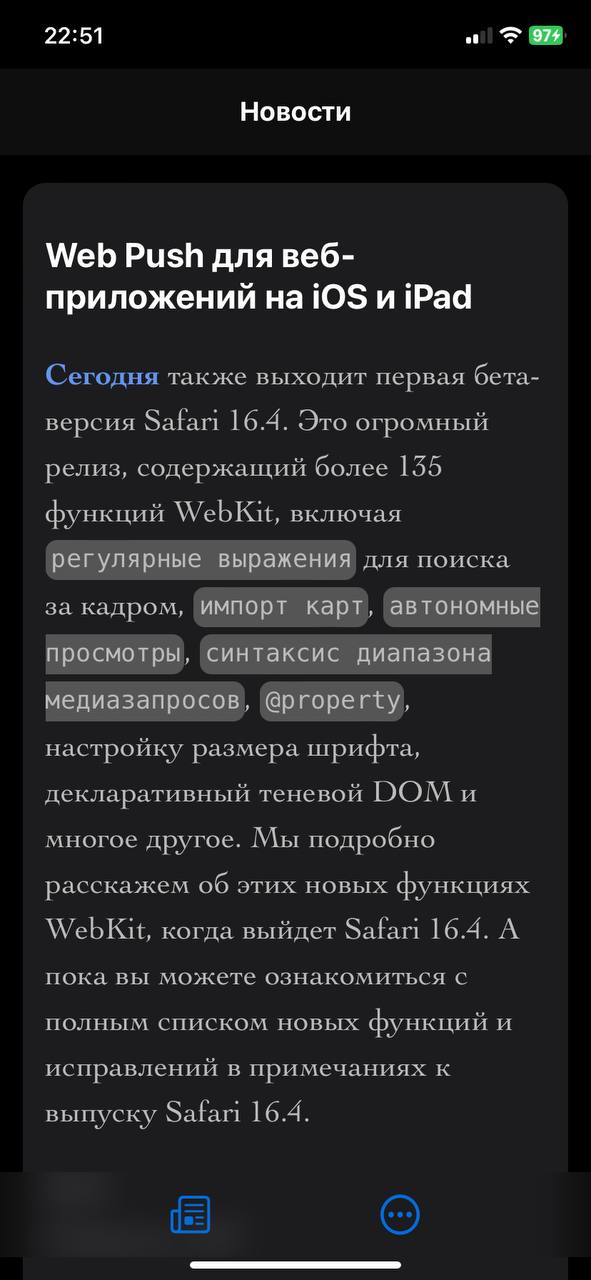 22:51
97
Новости
Web Push для веб-
приложений на iOS и iPad
Сегодня также выходит первая бета-
версия Safari 16.4. Это огромный
релиз, содержащий более 135
функций WebKit, включая
регулярные выражения для поиска
за кадром, импорт карт, автономные
просмотры, синтаксис диапазона
медиазапросов, @property,
настройку размера шрифта,
декларативный теневой DOM и
многое другое. Мы подробно
расскажем об этих новых функциях
WebKit, когда выйдет Safari 16.4. А
пока вы можете ознакомиться с
полным списком новых функций и
исправлений в примечаниях к
выпуску Safari 16.4.